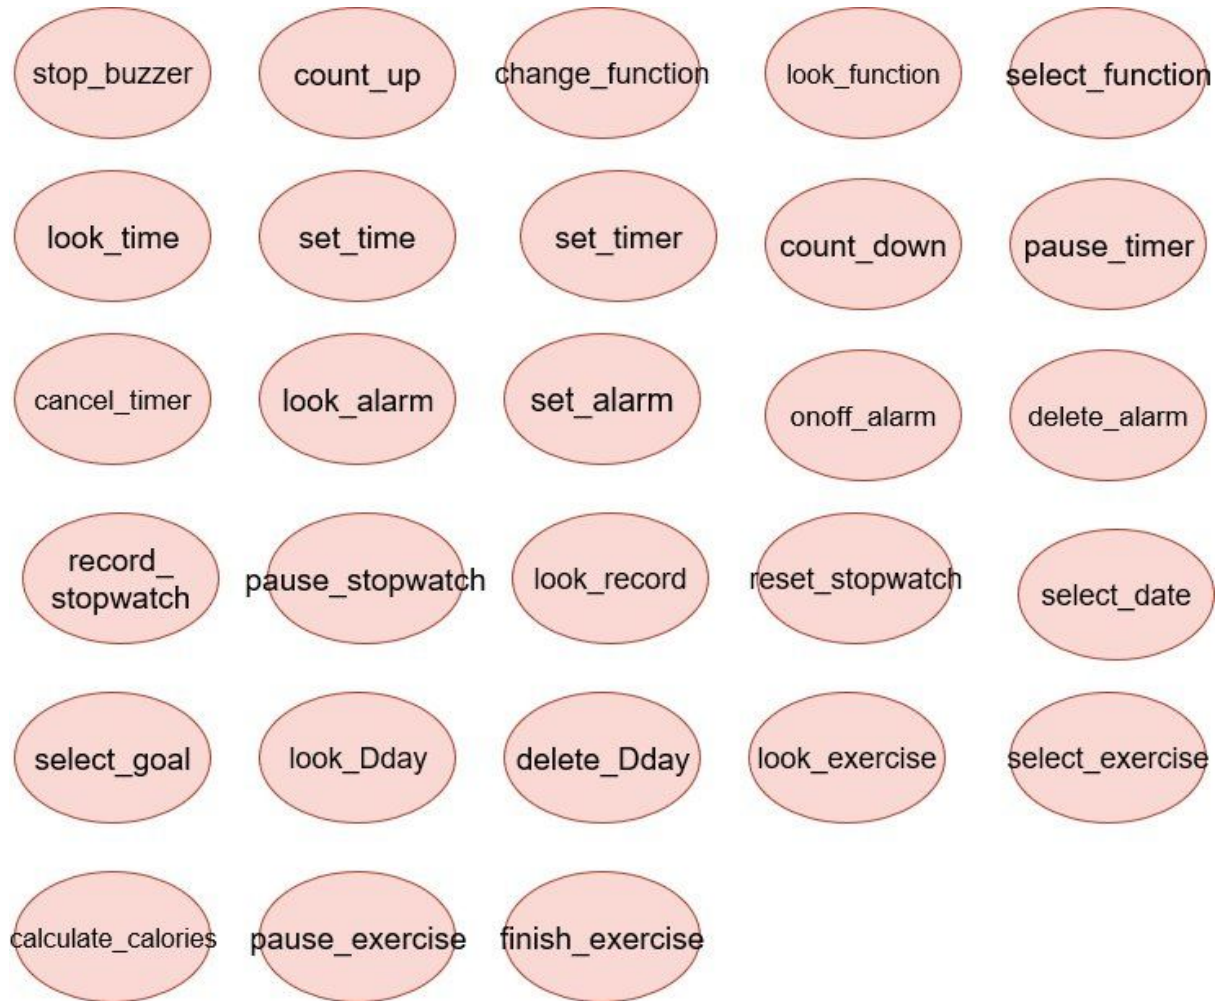 stop_buzzer
count_up
change_function
look_function
select_function
look_time
set_time
set_timer
count_down
pause_timer
cancel_timer
look_alarm
set_alarm
onoff_alarm
delete_alarm
record_
stopwatch
pause_stopwatch
look_record
reset_stopwatch
select_date
select_goal
look_Dday
delete_Dday
look_exercise
select_exercise
calculate_calories
pause_exercise
finish_exercise